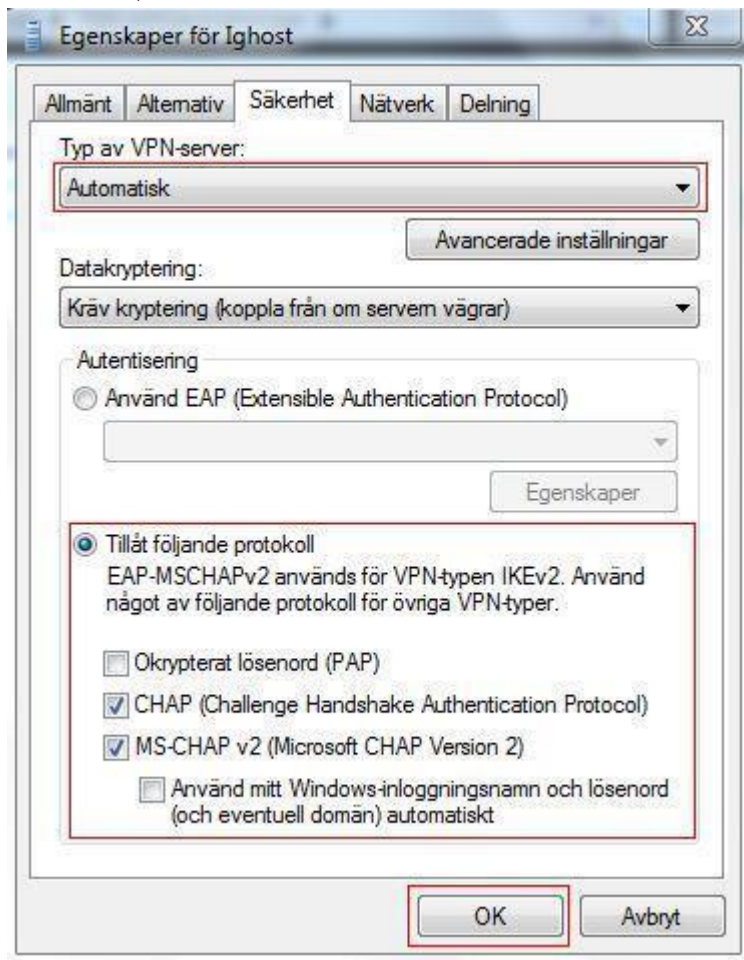 Egenskaper för Ighost
Allmänt Alternativ Säkerhet Nätverk Delning
Typ av VPN-server:
Automatisk
Avancerade inställningar
Datakryptering:
Kräv kryptering (koppla från om servern vägrar)
Autentisering
Använd EAP (Extensible Authentication Protocol)
Egenskaper
Tillåt följande protokoll
EAP-MSCHAPv2 används för VPN-typen IKEv2. Använd
något av följande protokoll för övriga VPN-typer.
Okrypterat lösenord (PAP)
CHAP (Challenge Handshake Authentication Protocol)
MS-CHAP v2 (Microsoft CHAP Version 2)
Använd mitt Windows-inloggningsnamn och lösenord
(och eventuell domän) automatiskt
OK Avbryt